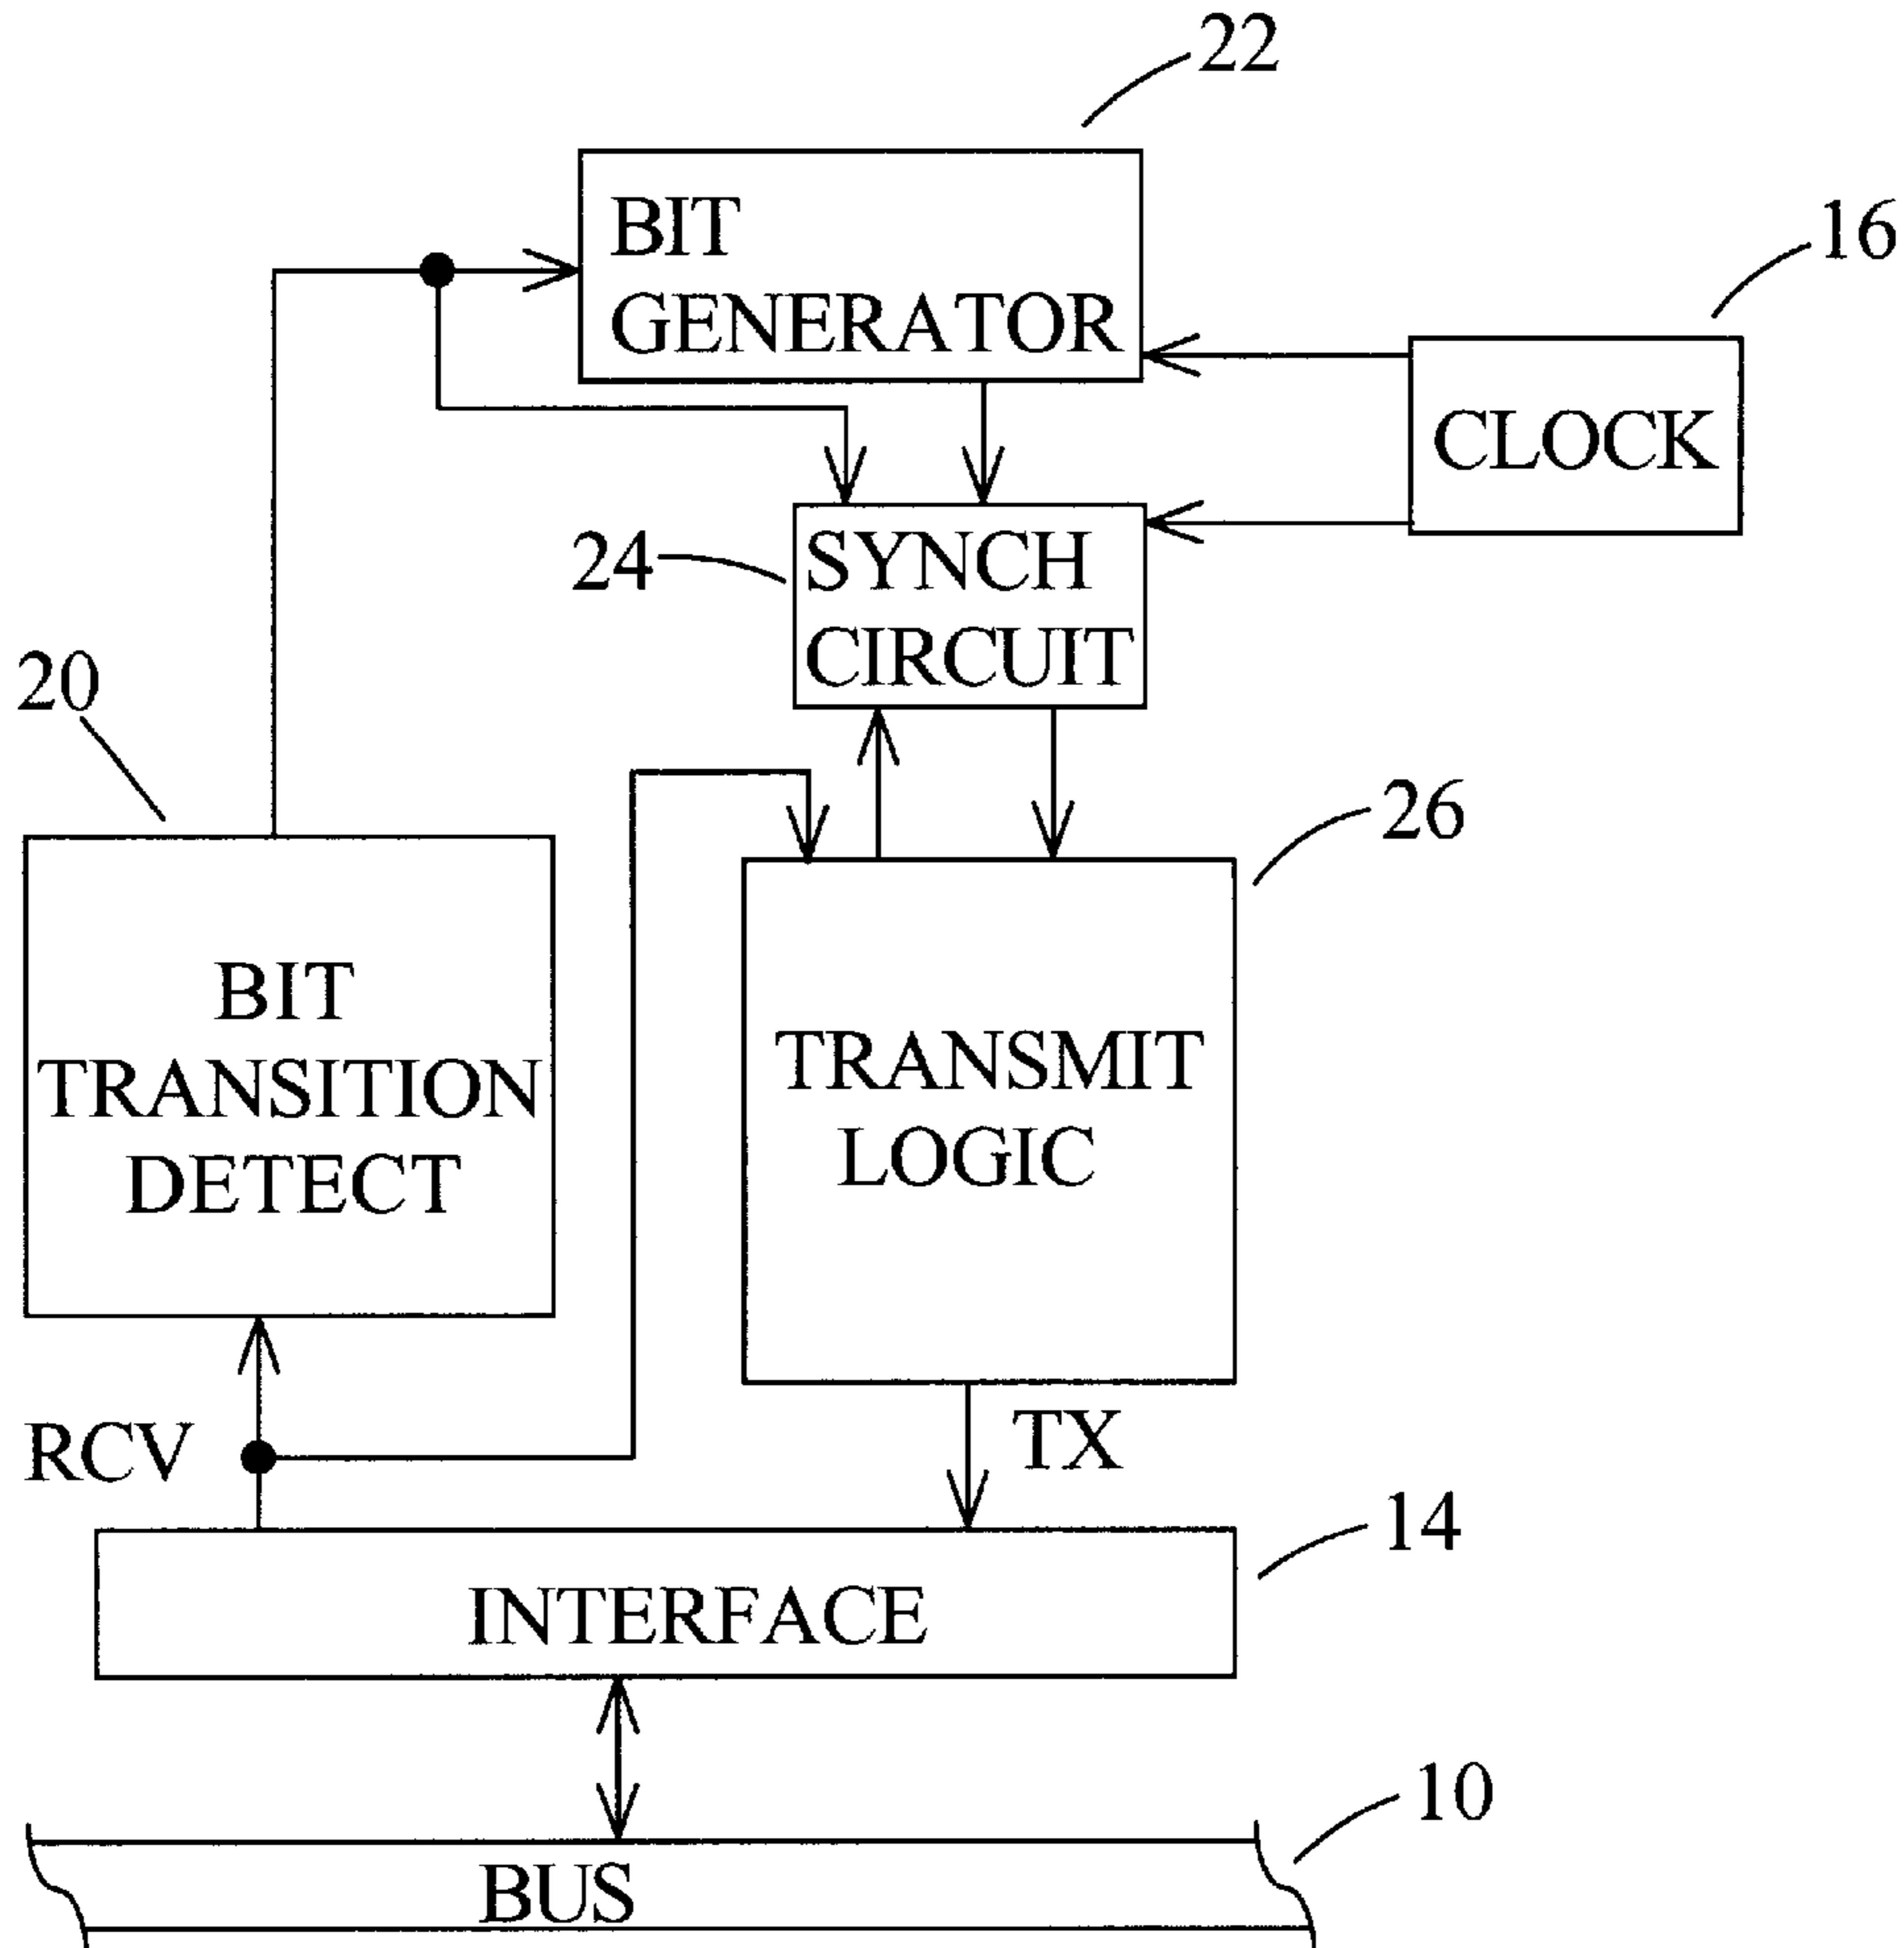 22
BIT
GENERATOR
16
CLOCK
24
SYNCH
CIRCUIT
20
26
BIT
TRANSITION
DETECT
TRANSMIT
LOGIC
RCV
TX
14
INTERFACE
10
BUS